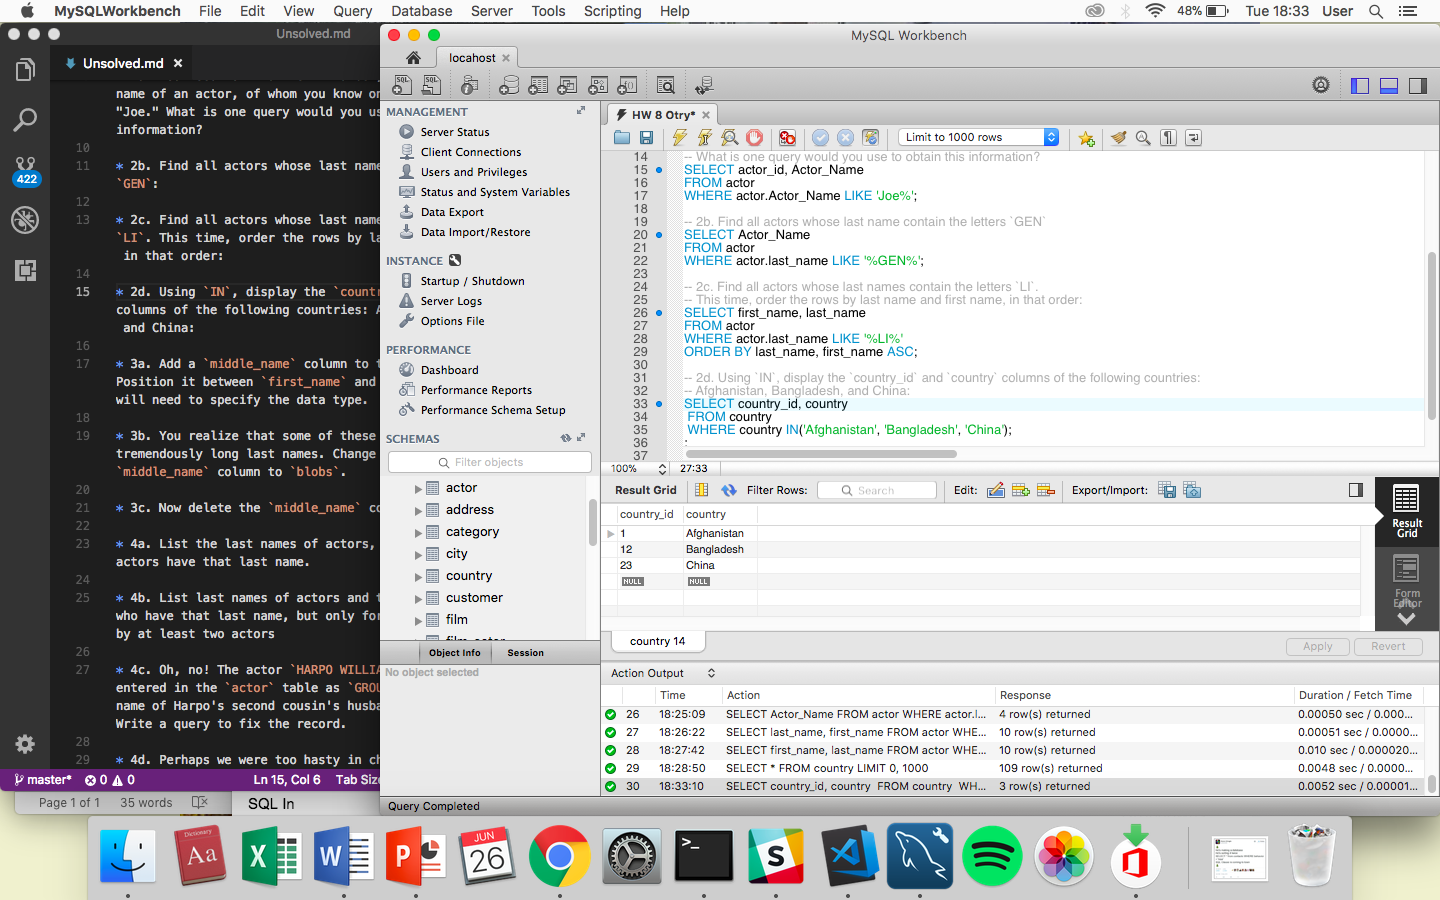 MySQLWorkbench File Edit View Query Database Server Tools Scripting Help 48% Tue 18:33 User
Unsolved.md
Unsolved.md ×
name of an actor, of whom you know on
"Joe." What is one query would you us
information?
10
11 * 2b. Find all actors whose last name
`GEN`:
12
13 * 2c. Find all actors whose last name
`LI`. This time, order the rows by la
in that order:
14
15 * 2d. Using `IN`, display the `countr
columns of the following countries: A
and China:
16
17 * 3a. Add a `middle_name` column to t
Position it between `first_name` and
will need to specify the data type.
18
19 * 3b. You realize that some of these
tremendously long last names. Change
`middle_name` column to `blobs`.
20
21 * 3c. Now delete the `middle_name` co
22
23 * 4a. List the last names of actors,
actors have that last name.
24
25 * 4b. List last names of actors and t
who have that last name, but only for
by at least two actors
26
27 * 4c. Oh, no! The actor `HARPO WILLIA
entered in the `actor` table as `GROU
name of Harpo's second cousin's husba
Write a query to fix the record.
28
29 * 4d. Perhaps we were too hasty in ch
422
master* 0 0 Ln 15, Col 6 Tab Size
Page 1 of 1 35 words
SQL In
MySQL Workbench
locahost
MANAGEMENT
Server Status
Client Connections
Users and Privileges
Status and System Variables
Data Export
Data Import/Restore
INSTANCE
Startup / Shutdown
Server Logs
Options File
PERFORMANCE
Dashboard
Performance Reports
Performance Schema Setup
SCHEMAS
Filter objects
actor
address
category
city
country
customer
film
film_actor
Object Info Session
No object selected
HW 8 Otry*
Limit to 1000 rows
14 -- What is one query would you use to obtain this information?
15 SELECT actor_id, Actor_Name
16 FROM actor
17 WHERE actor.Actor_Name LIKE 'Joe%';
18
19 -- 2b. Find all actors whose last name contain the letters `GEN`
20 SELECT Actor_Name
21 FROM actor
22 WHERE actor.last_name LIKE '%GEN%';
23
24 -- 2c. Find all actors whose last names contain the letters `LI`.
25 -- This time, order the rows by last name and first name, in that order:
26 SELECT first_name, last_name
27 FROM actor
28 WHERE actor.last_name LIKE '%LI%'
29 ORDER BY last_name, first_name ASC;
30
31 -- 2d. Using `IN`, display the `country_id` and `country` columns of the following countries:
32 -- Afghanistan, Bangladesh, and China:
33 SELECT country_id, country
34 FROM country
35 WHERE country IN('Afghanistan', 'Bangladesh', 'China');
36 ;
37
100% 27:33
Result Grid Filter Rows: Search Edit: Export/Import:
country_id country
1 Afghanistan
12 Bangladesh
23 China
NULL NULL
Result Grid
Form Editor
country 14
Apply Revert
Action Output
Time Action Response Duration / Fetch Time
26 18:25:09 SELECT Actor_Name FROM actor WHERE actor.l... 4 row(s) returned 0.00050 sec / 0.000...
27 18:26:22 SELECT last_name, first_name FROM actor WHE... 10 row(s) returned 0.00051 sec / 0.0000...
28 18:27:42 SELECT first_name, last_name FROM actor WHE... 10 row(s) returned 0.010 sec / 0.000020...
29 18:28:50 SELECT * FROM country LIMIT 0, 1000 109 row(s) returned 0.0048 sec / 0.0000...
30 18:33:10 SELECT country_id, country FROM country WH... 3 row(s) returned 0.0052 sec / 0.00001...
Query Completed
Dictionary
Aa
JUN
26